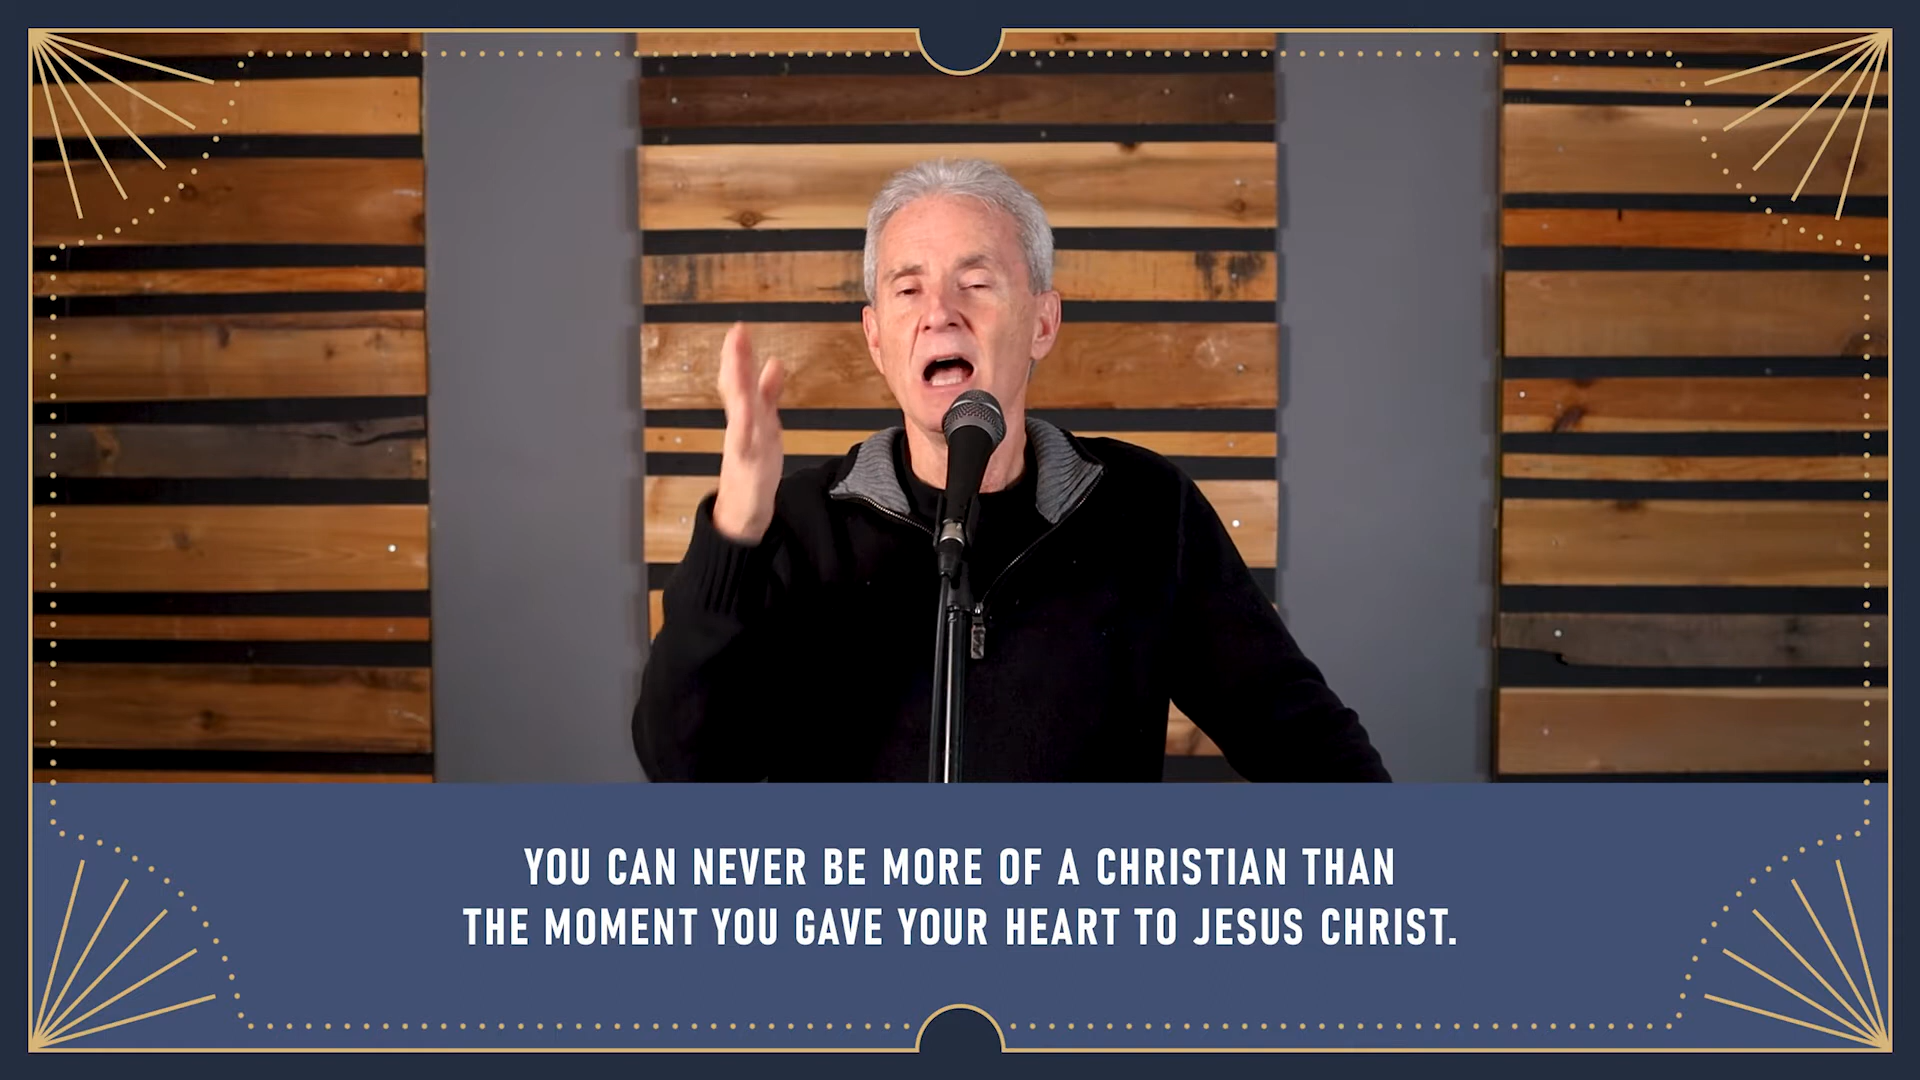 YOU CAN NEVER BE MORE OF A CHRISTIAN THAN
THE MOMENT YOU GAVE YOUR HEART TO JESUS CHRIST.